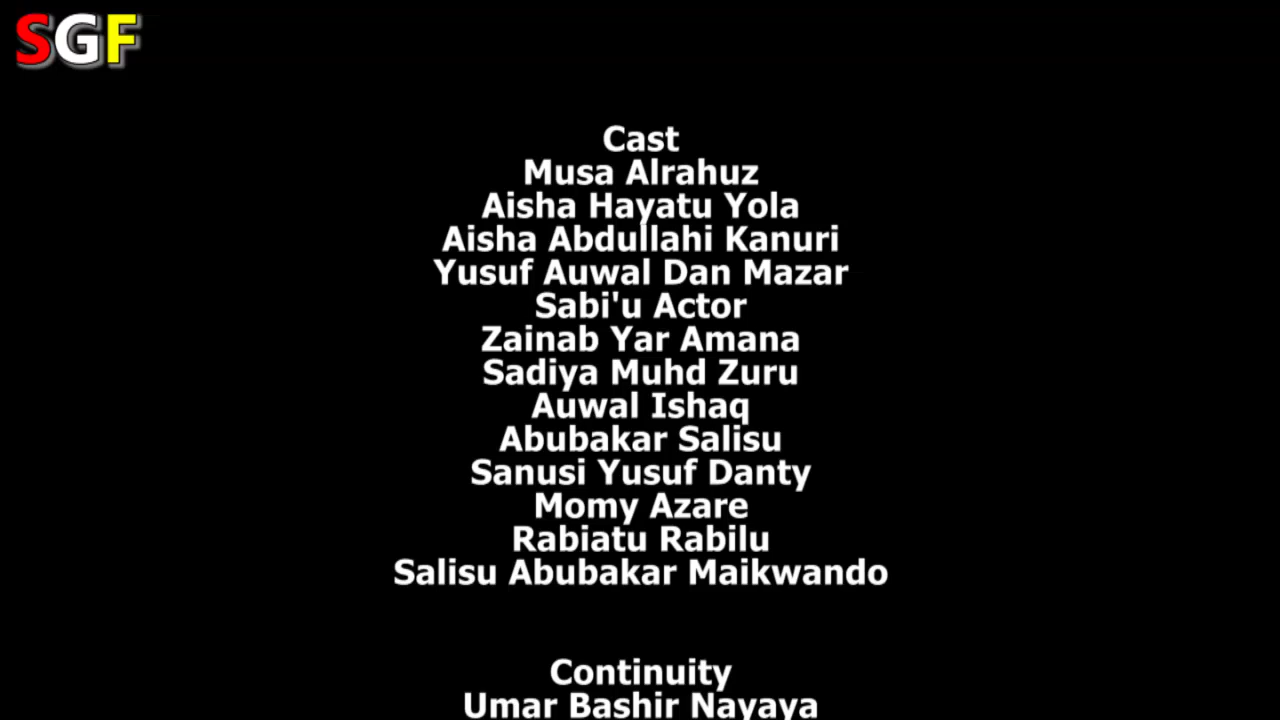 SGF
Cast
Musa Alrahuz
Aisha Hayatu Yola
Aisha Abdullahi Kanuri
Yusuf Auwal Dan Mazar
Sabi'u Actor
Zainab Yar Amana
Sadiya Muhd Zuru
Auwal Ishaq
Abubakar Salisu
Sanusi Yusuf Danty
Momy Azare
Rabiatu Rabilu
Salisu Abubakar Maikwando
Continuity
Umar Bashir Nayaya